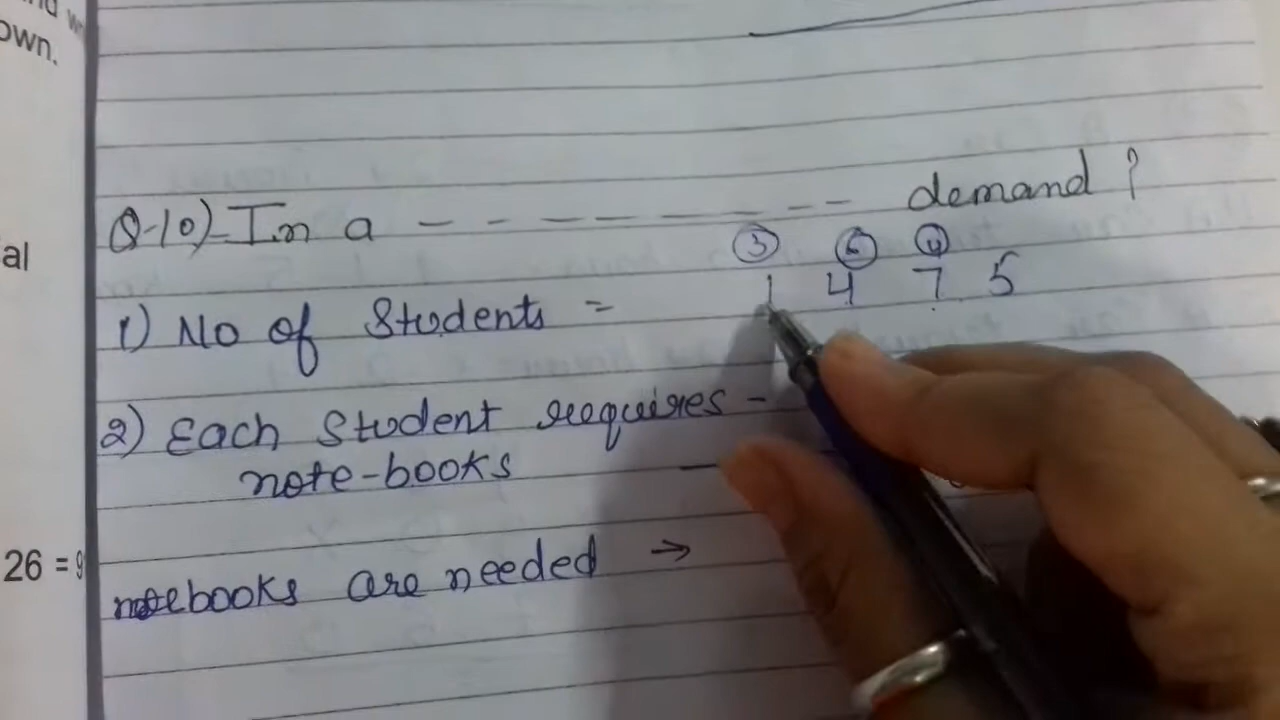 own.
al
26 = 9
Q-10) In a - - - - - - - - - demand ?
3 6 4
1) No of Students = 1 4 7 5
2) Each Student requires -
note-books
notebooks are needed →